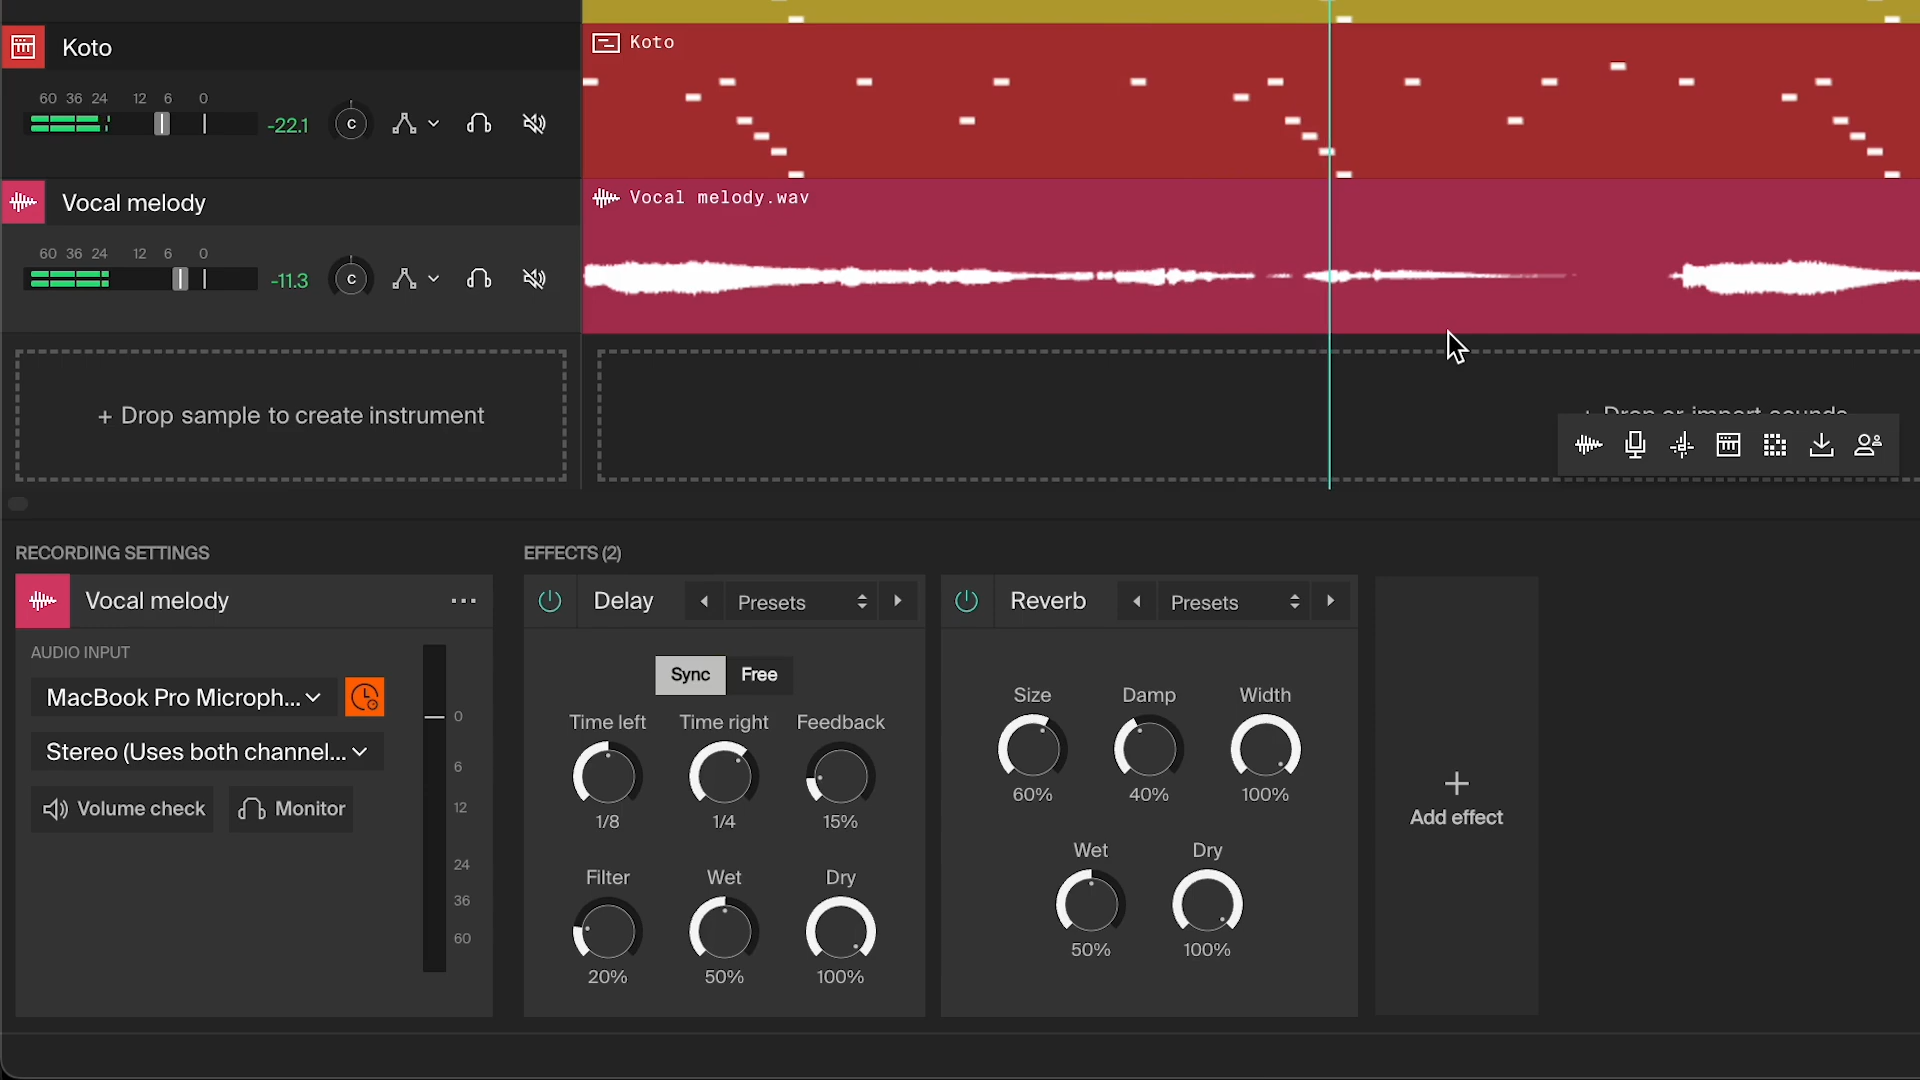 Koto
60 36 24 12 6 0
-22.1
C
Koto
Vocal melody
60 36 24 12 6 0
-11.3
C
Vocal melody.wav
+ Drop sample to create instrument
+ Drop or import sounds
RECORDING SETTINGS
Vocal melody
AUDIO INPUT
MacBook Pro Microph...
Stereo (Uses both channel...
Volume check
Monitor
0
6
12
24
36
60
EFFECTS (2)
Delay
Presets
Sync Free
Time left Time right Feedback
1/8 1/4 15%
Filter Wet Dry
20% 50% 100%
Reverb
Presets
Size Damp Width
60% 40% 100%
Wet Dry
50% 100%
+
Add effect